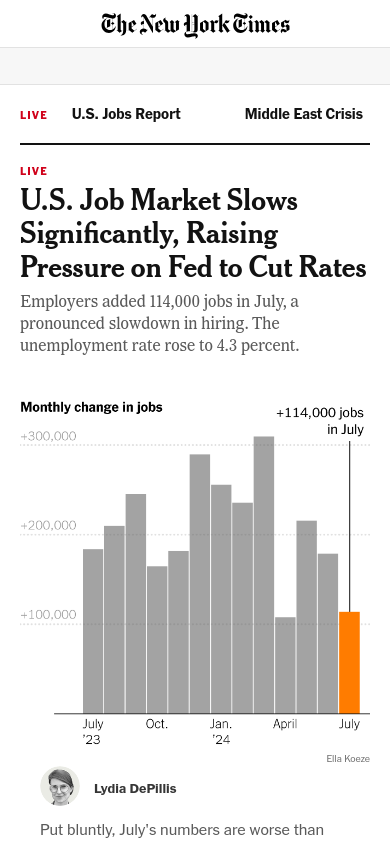 The New York Times
LIVE U.S. Jobs Report Middle East Crisis
LIVE
U.S. Job Market Slows
Significantly, Raising
Pressure on Fed to Cut Rates
Employers added 114,000 jobs in July, a
pronounced slowdown in hiring. The
unemployment rate rose to 4.3 percent.
Monthly change in jobs
+114,000 jobs
in July
+300,000
+200,000
+100,000
July Oct. Jan. April July
'23 '24
Ella Koeze
Lydia DePillis
Put bluntly, July's numbers are worse than